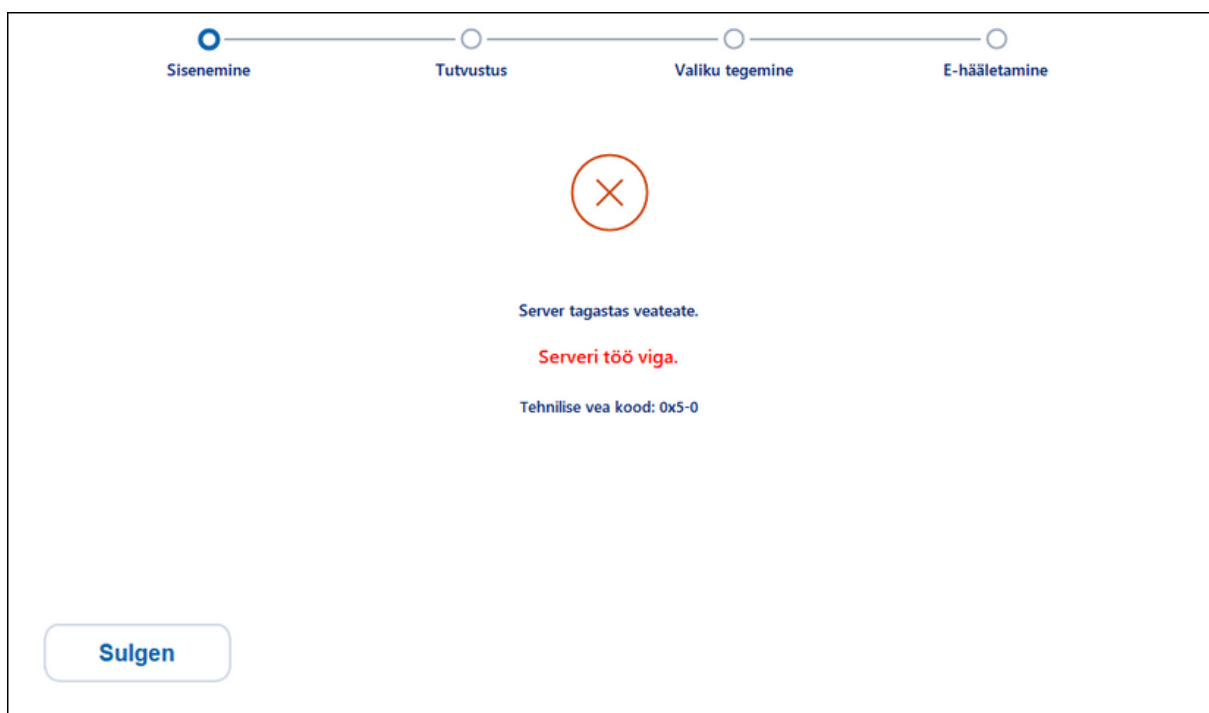 Sisenemine
Tutvustus
Valiku tegemine
E-hääletamine
Server tagastas veateate.
Serveri töö viga.
Tehnilise vea kood: 0x5-0
Sulgen